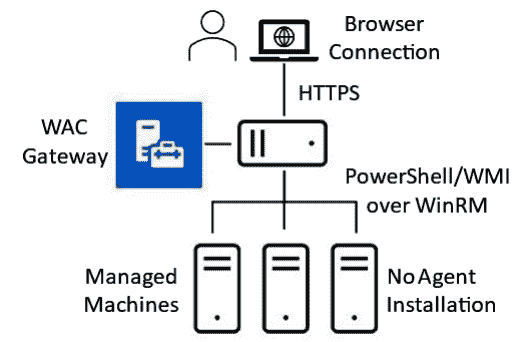 Browser
Connection
HTTPS
WAC
Gateway
PowerShell/WMI
over WinRM
Managed
Machines
No Agent
Installation